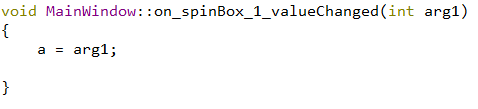 void MainWindow::on_spinBox_1_valueChanged(int arg1)
{
    a = arg1;
}